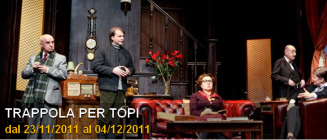 TRAPPOLA PER TOPI
dal 23/11/2011 al 04/12/2011